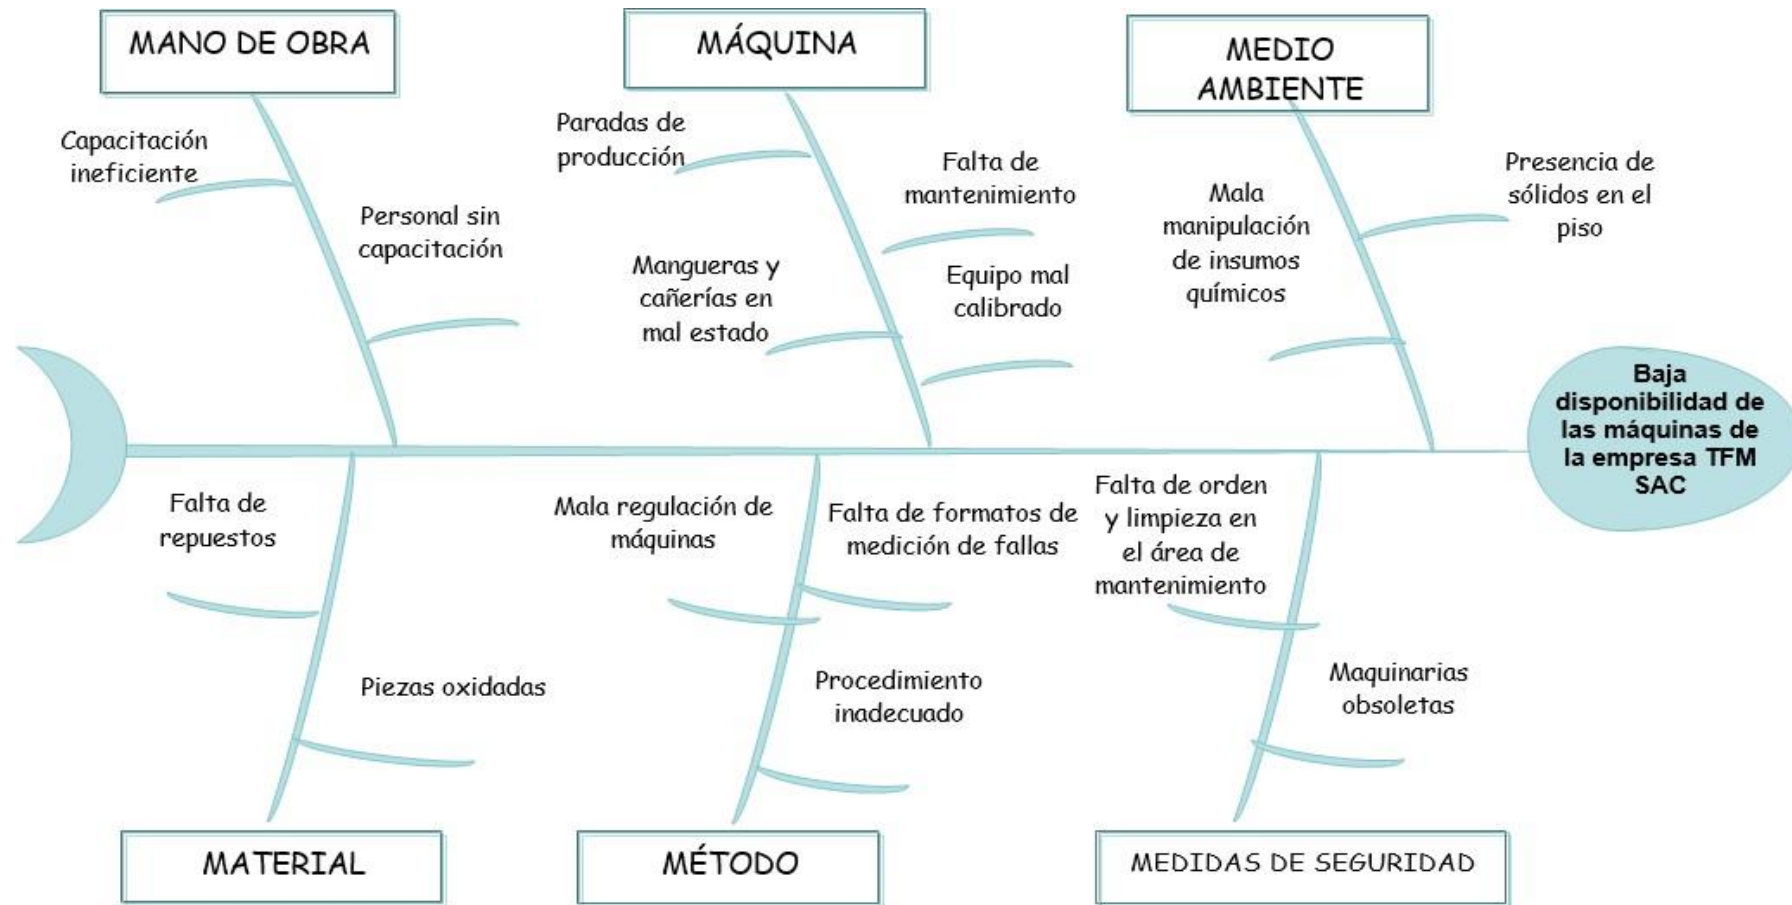 MANO DE OBRA
Capacitación
ineficiente
Personal sin
capacitación
MÁQUINA
Paradas de
producción
Falta de
mantenimiento
Mangueras y
cañerías en
mal estado
Equipo mal
calibrado
MEDIO
AMBIENTE
Mala
manipulación
de insumos
químicos
Presencia de
sólidos en el
piso
Baja
disponibilidad de
las máquinas de
la empresa TFM
SAC
Falta de
repuestos
Piezas oxidadas
MATERIAL
Mala regulación de
máquinas
Falta de formatos de
medición de fallas
Procedimiento
inadecuado
MÉTODO
Falta de orden
y limpieza en
el área de
mantenimiento
Maquinarias
obsoletas
MEDIDAS DE SEGURIDAD